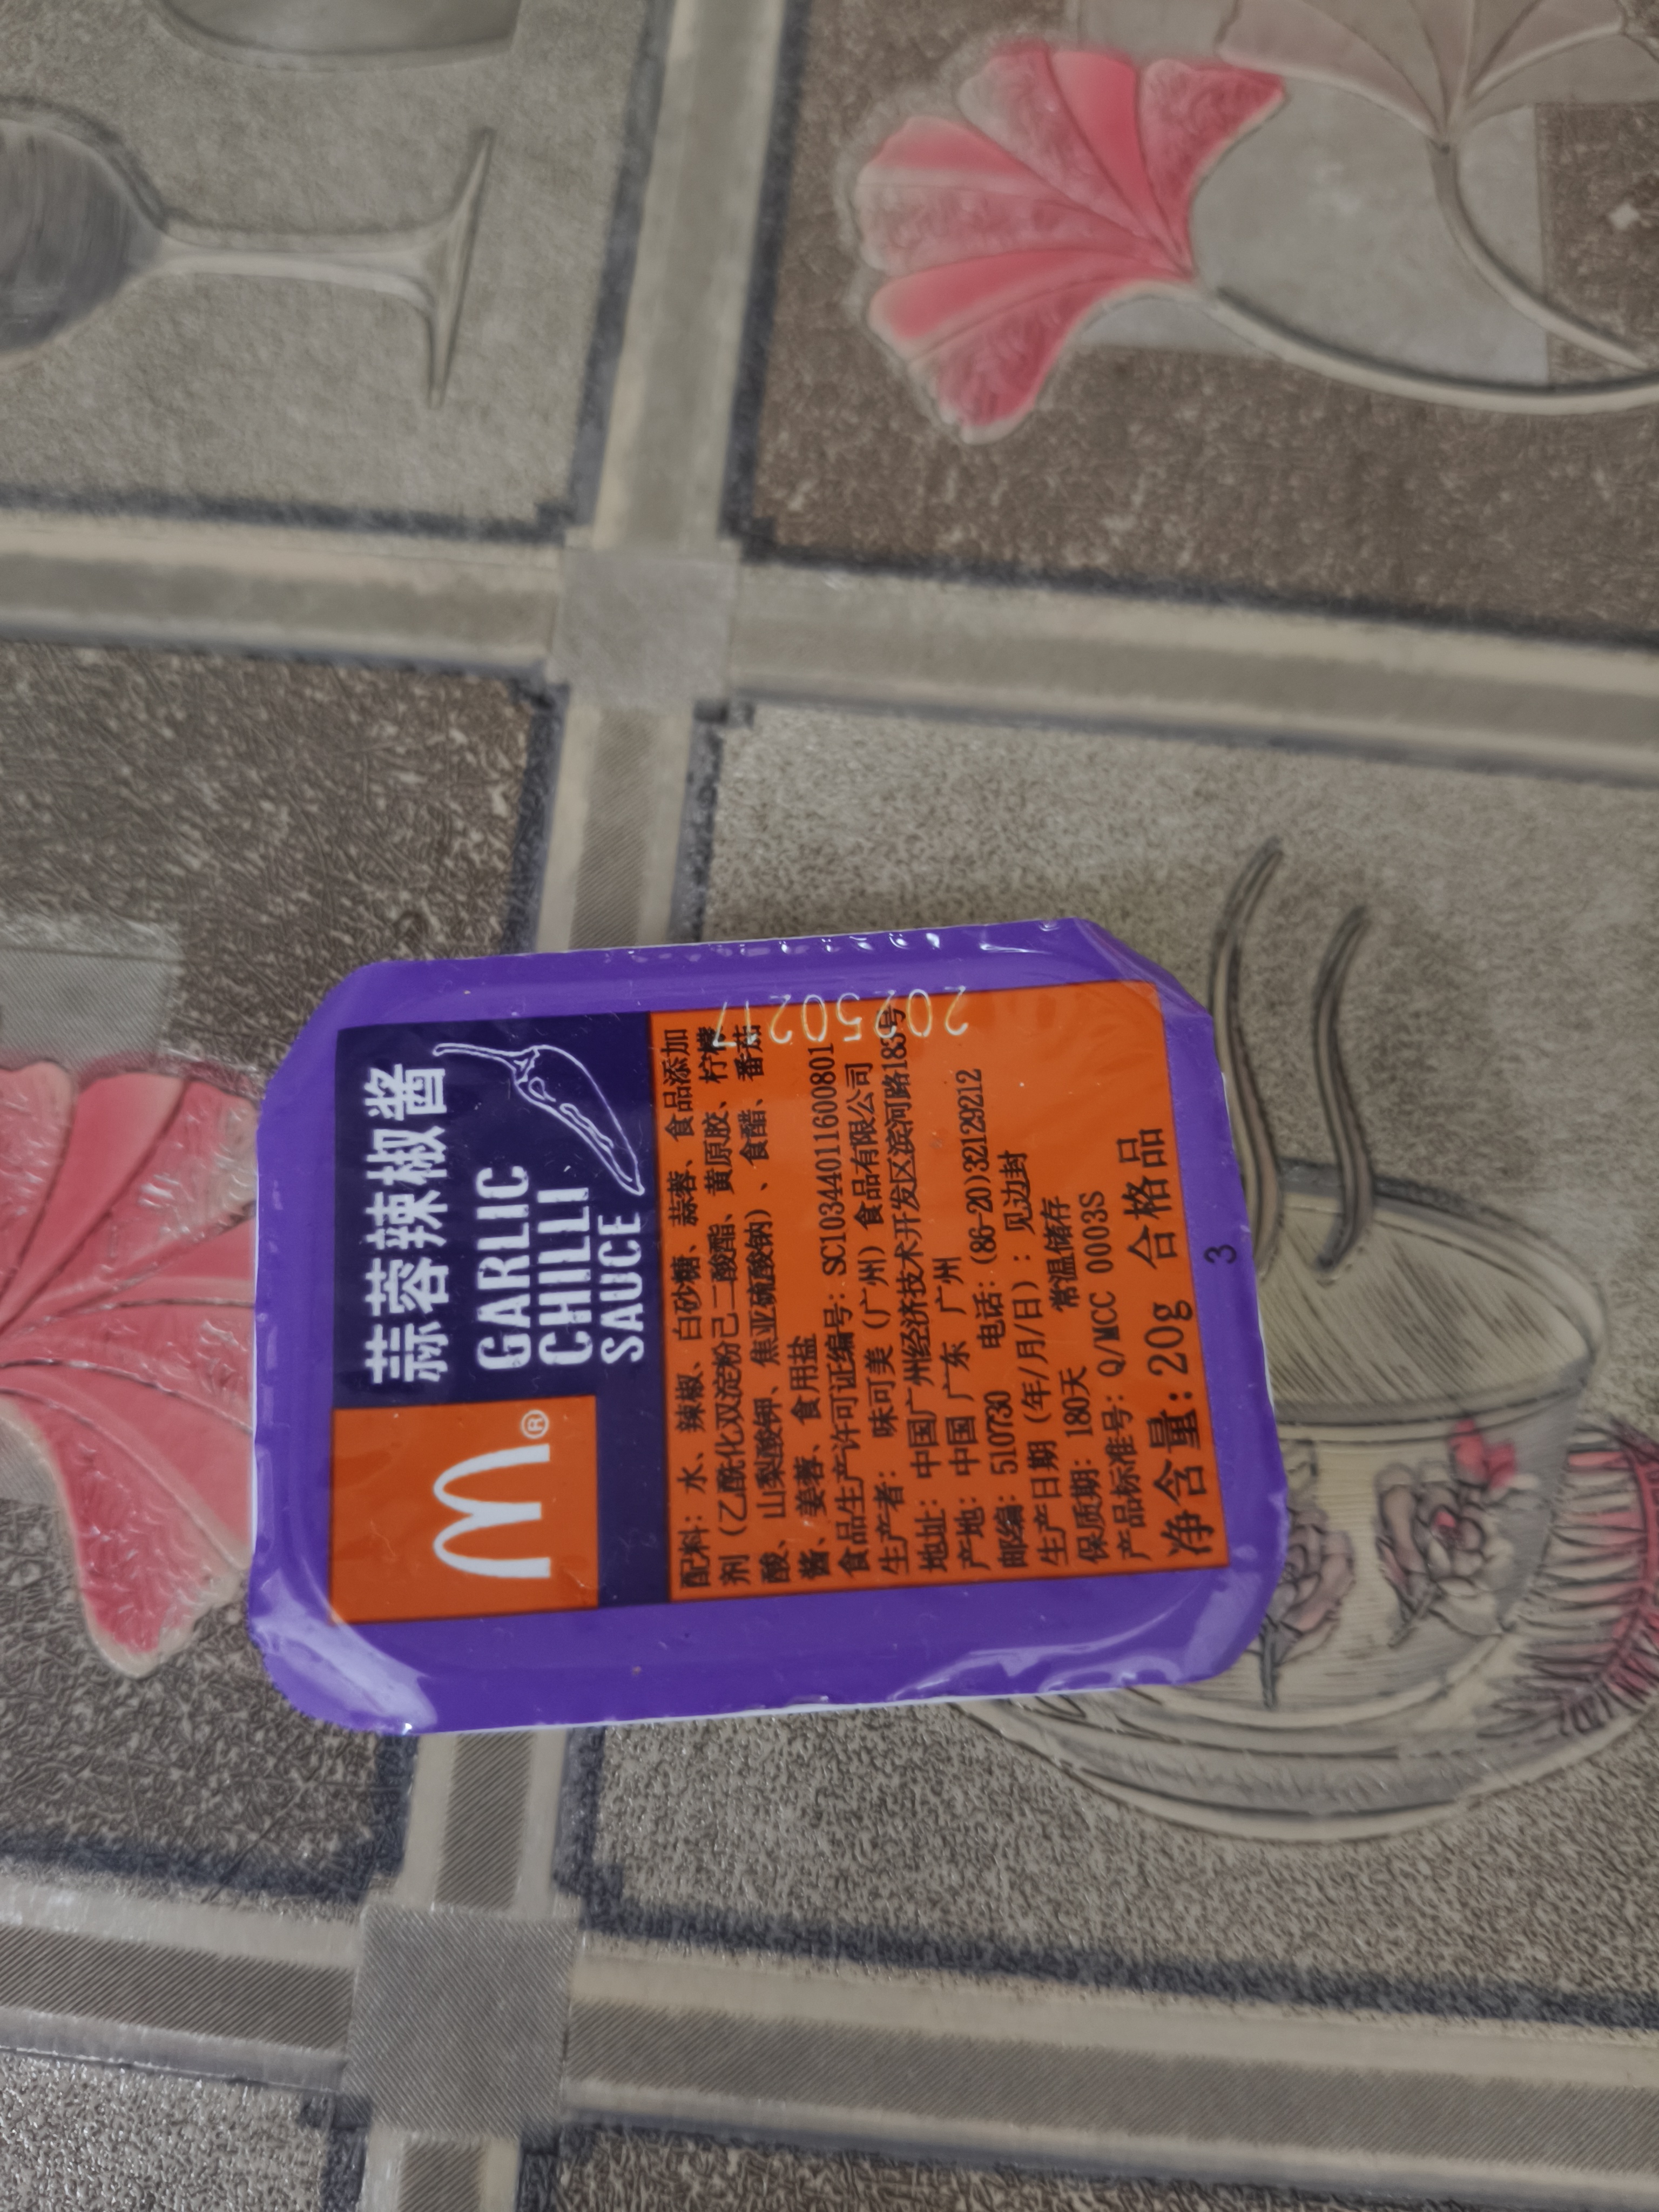 蒜蓉辣椒酱
GARLIC
CHILI
SAUCE
M®
配料：水、辣椒、白砂糖、蒜蓉、食品添加
剂（乙酰化双淀粉己二酸酯、黄原胶、柠檬
酸、山梨酸钾、焦亚硫酸钠）、食醋、番茄
酱、姜蓉、食用盐
食品生产许可证编号：SC10344011600801
生产者：味可美（广州）食品有限公司
地址：中国广州经济技术开发区滨河路183号
产地：中国 广东 广州
邮编：510730 电话：(86-20)32129212
生产日期（年/月/日）：见边封
保质期：180天 常温储存
产品标准号：Q/MCC 0003S
净含量：20g 合格品
3